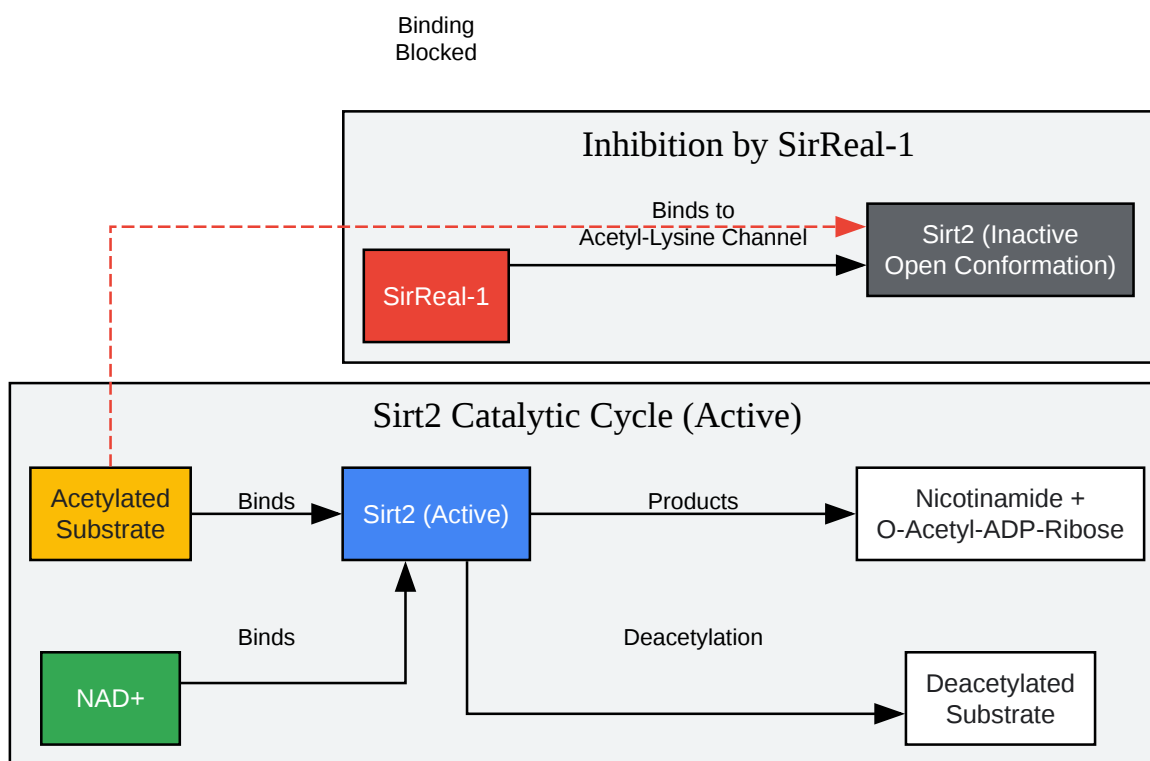 Binding
Blocked
Inhibition by SirReal-1
Binds to
Acetyl-Lysine Channel
Sirt2 (Inactive
Open Conformation)
SirReal-1
Sirt2 Catalytic Cycle (Active)
Acetylated
Substrate
Binds
Sirt2 (Active)
Products
Nicotinamide +
O-Acetyl-ADP-Ribose
Binds
Deacetylation
NAD+
Deacetylated
Substrate